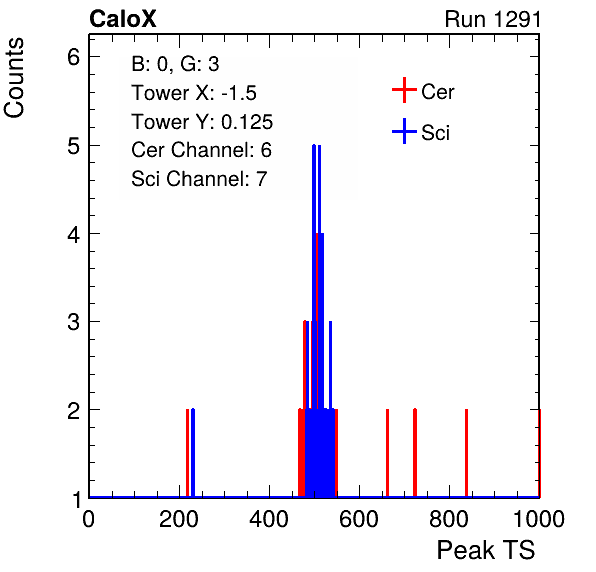 CaloX Run 1291
Counts
B: 0, G: 3
Tower X: -1.5
Tower Y: 0.125
Cer Channel: 6
Sci Channel: 7
Cer
Sci
6
5
4
3
2
1
0 200 400 600 800 1000
Peak TS